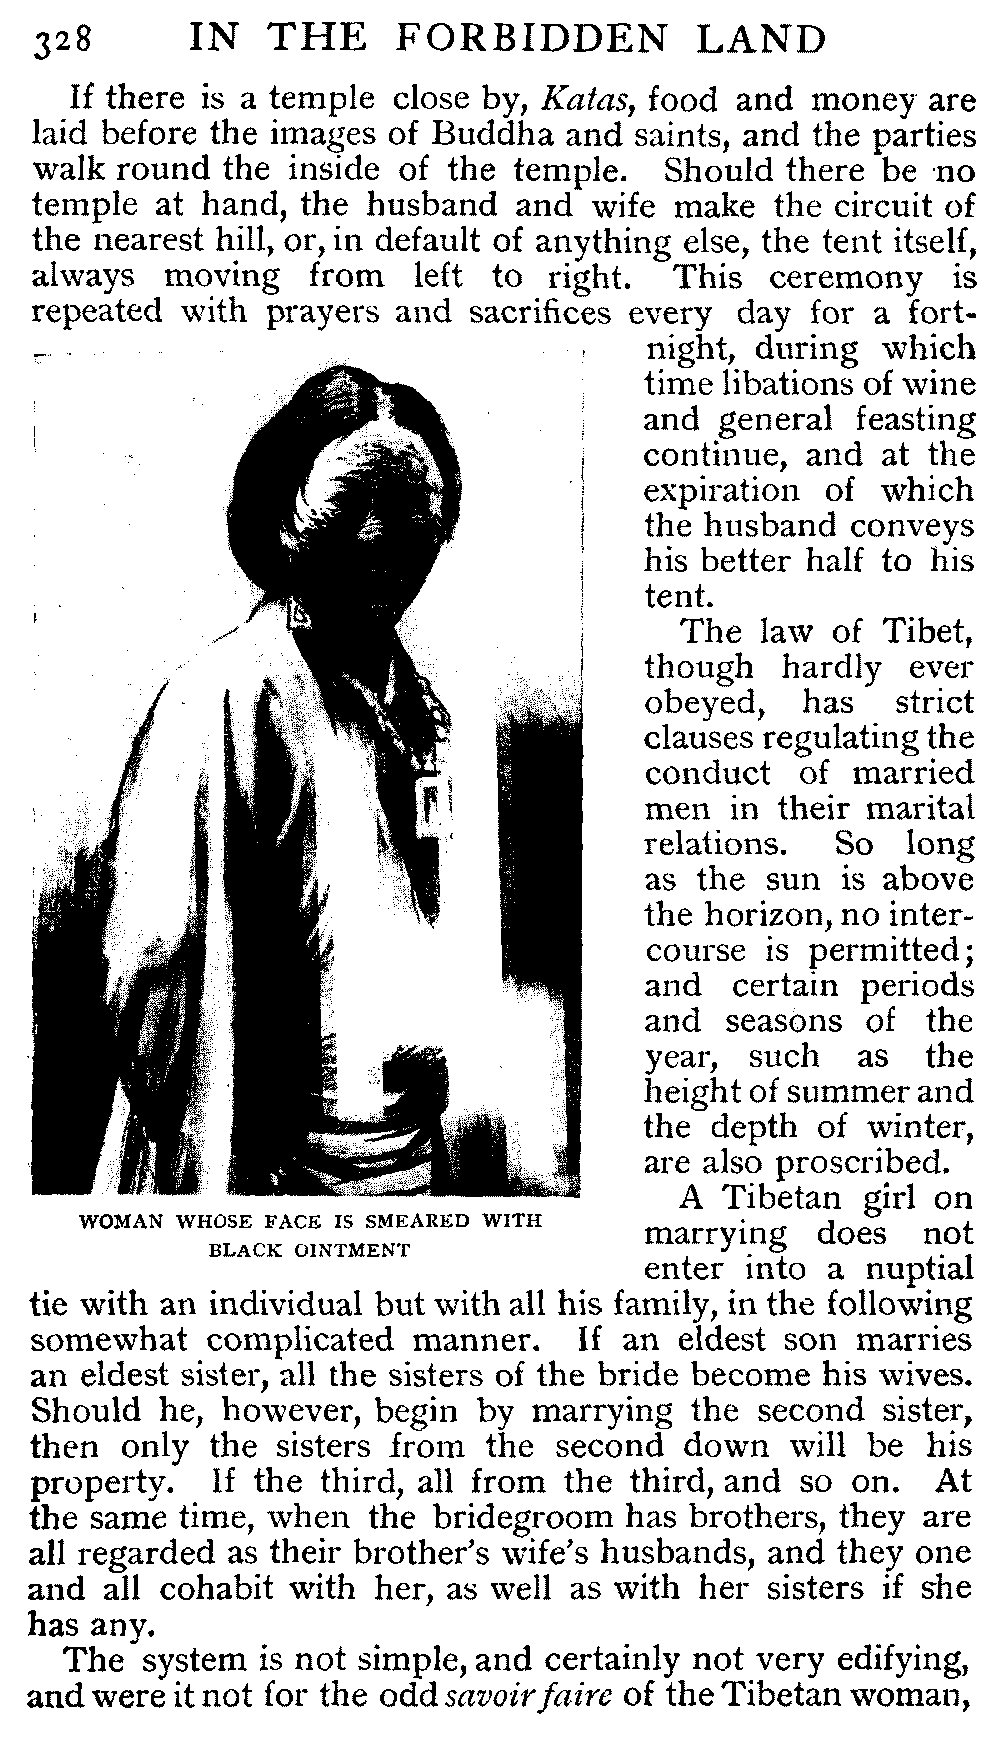 328 IN THE FORBIDDEN LAND
If there is a temple close by, Katas, food and money are
laid before the images of Buddha and saints, and the parties
walk round the inside of the temple. Should there be no
temple at hand, the husband and wife make the circuit of
the nearest hill, or, in default of anything else, the tent itself,
always moving from left to right. This ceremony is
repeated with prayers and sacrifices every day for a fort-
night, during which
time libations of wine
and general feasting
continue, and at the
expiration of which
the husband conveys
his better half to his
tent.
The law of Tibet,
though hardly ever
obeyed, has strict
clauses regulating the
conduct of married
men in their marital
relations. So long
as the sun is above
the horizon, no inter-
course is permitted;
and certain periods
and seasons of the
year, such as the
height of summer and
the depth of winter,
are also proscribed.
A Tibetan girl on
marrying does not
enter into a nuptial
WOMAN WHOSE FACE IS SMEARED WITH
BLACK OINTMENT
tie with an individual but with all his family, in the following
somewhat complicated manner. If an eldest son marries
an eldest sister, all the sisters of the bride become his wives.
Should he, however, begin by marrying the second sister,
then only the sisters from the second down will be his
property. If the third, all from the third, and so on. At
the same time, when the bridegroom has brothers, they are
all regarded as their brother's wife's husbands, and they one
and all cohabit with her, as well as with her sisters if she
has any.
The system is not simple, and certainly not very edifying,
and were it not for the odd savoir faire of the Tibetan woman,